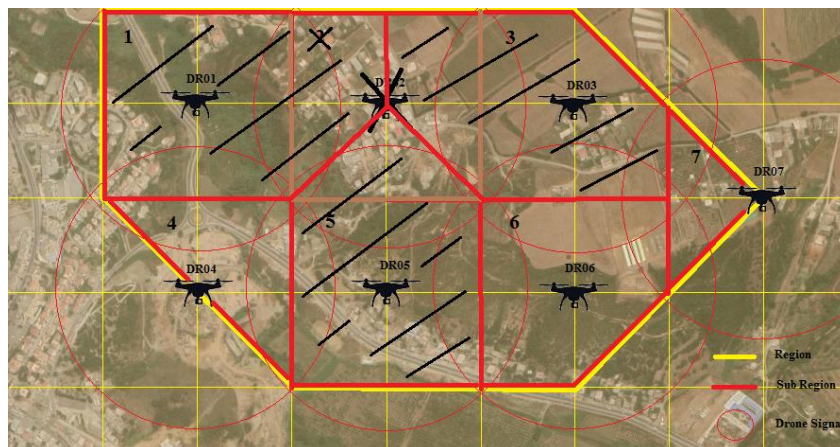 1
2
3
DR01
DR02
DR03
7
DR07
4
5
6
DR04
DR05
DR06
Region
Sub Region
Drone Signa